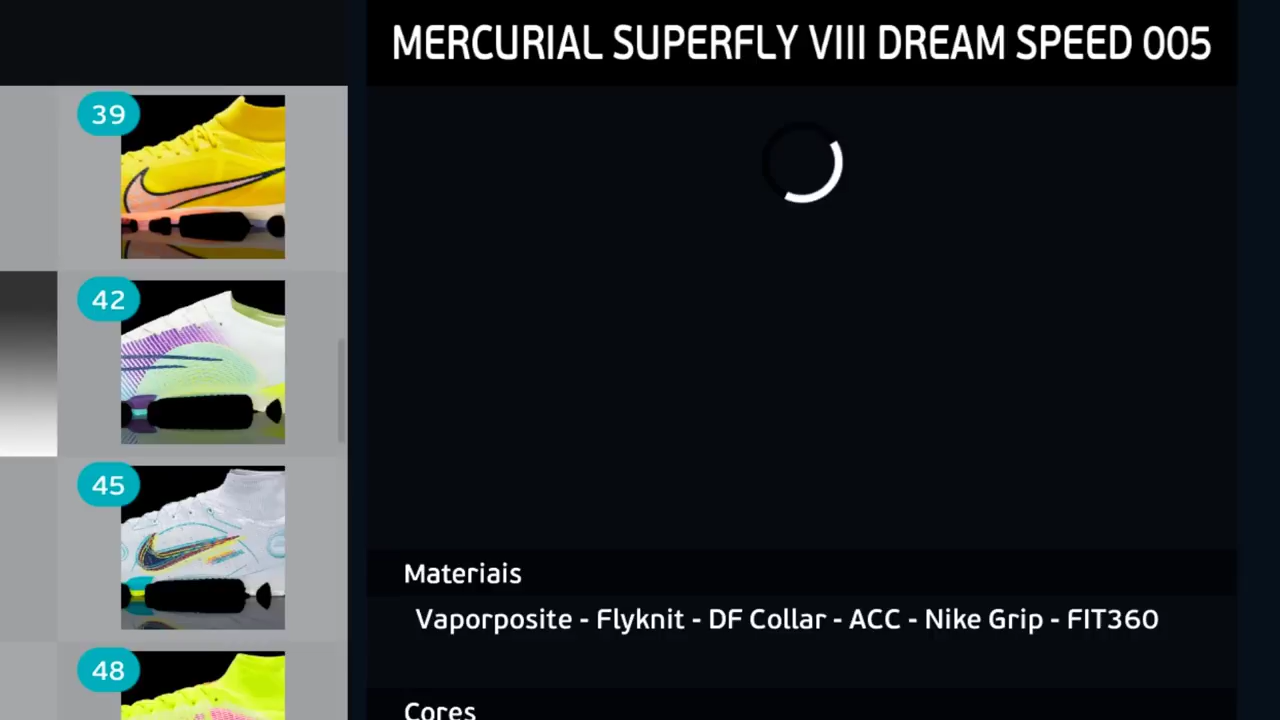 MERCURIAL SUPERFLY VIII DREAM SPEED 005
39
42
45
48
Materiais
Vaporposite - Flyknit - DF Collar - ACC - Nike Grip - FIT360
Cores